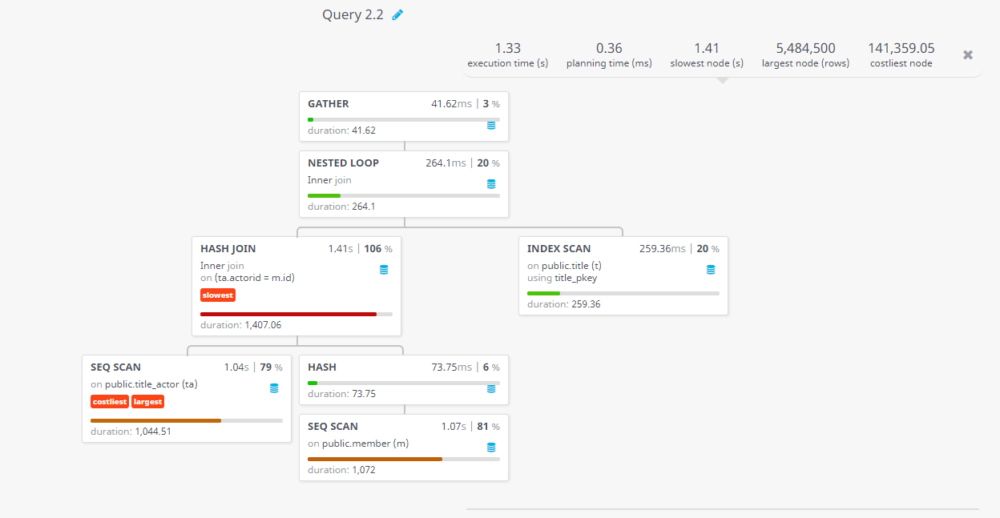 Query 2.2
1.33 0.36 1.41 5,484,500 141,359.05
execution time (s) planning time (ms) slowest node (s) largest node (rows) costliest node
GATHER 41.62ms | 3 %
duration: 41.62
NESTED LOOP 264.1ms | 20 %
Inner join
duration: 264.1
HASH JOIN 1.41s | 106 %
Inner join
on (ta.actorid = m.id)
slowest
duration: 1,407.06
INDEX SCAN 259.36ms | 20 %
on public.title (t)
using title_pkey
duration: 259.36
SEQ SCAN 1.04s | 79 %
on public.title_actor (ta)
costliest largest
duration: 1,044.51
HASH 73.75ms | 6 %
duration: 73.75
SEQ SCAN 1.07s | 81 %
on public.member (m)
duration: 1,072